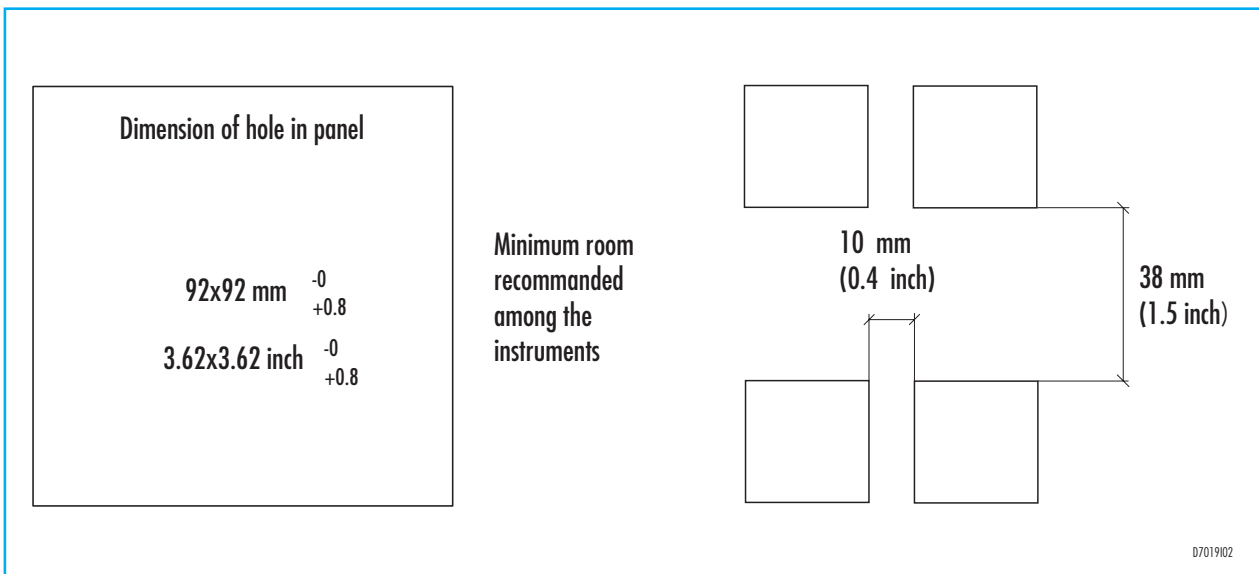 Dimension of hole in panel
92x92 mm -0
+0.8
3.62x3.62 inch -0
+0.8
Minimum room
recommanded
among the
instruments
10 mm
(0.4 inch)
38 mm
(1.5 inch)
D7019I02